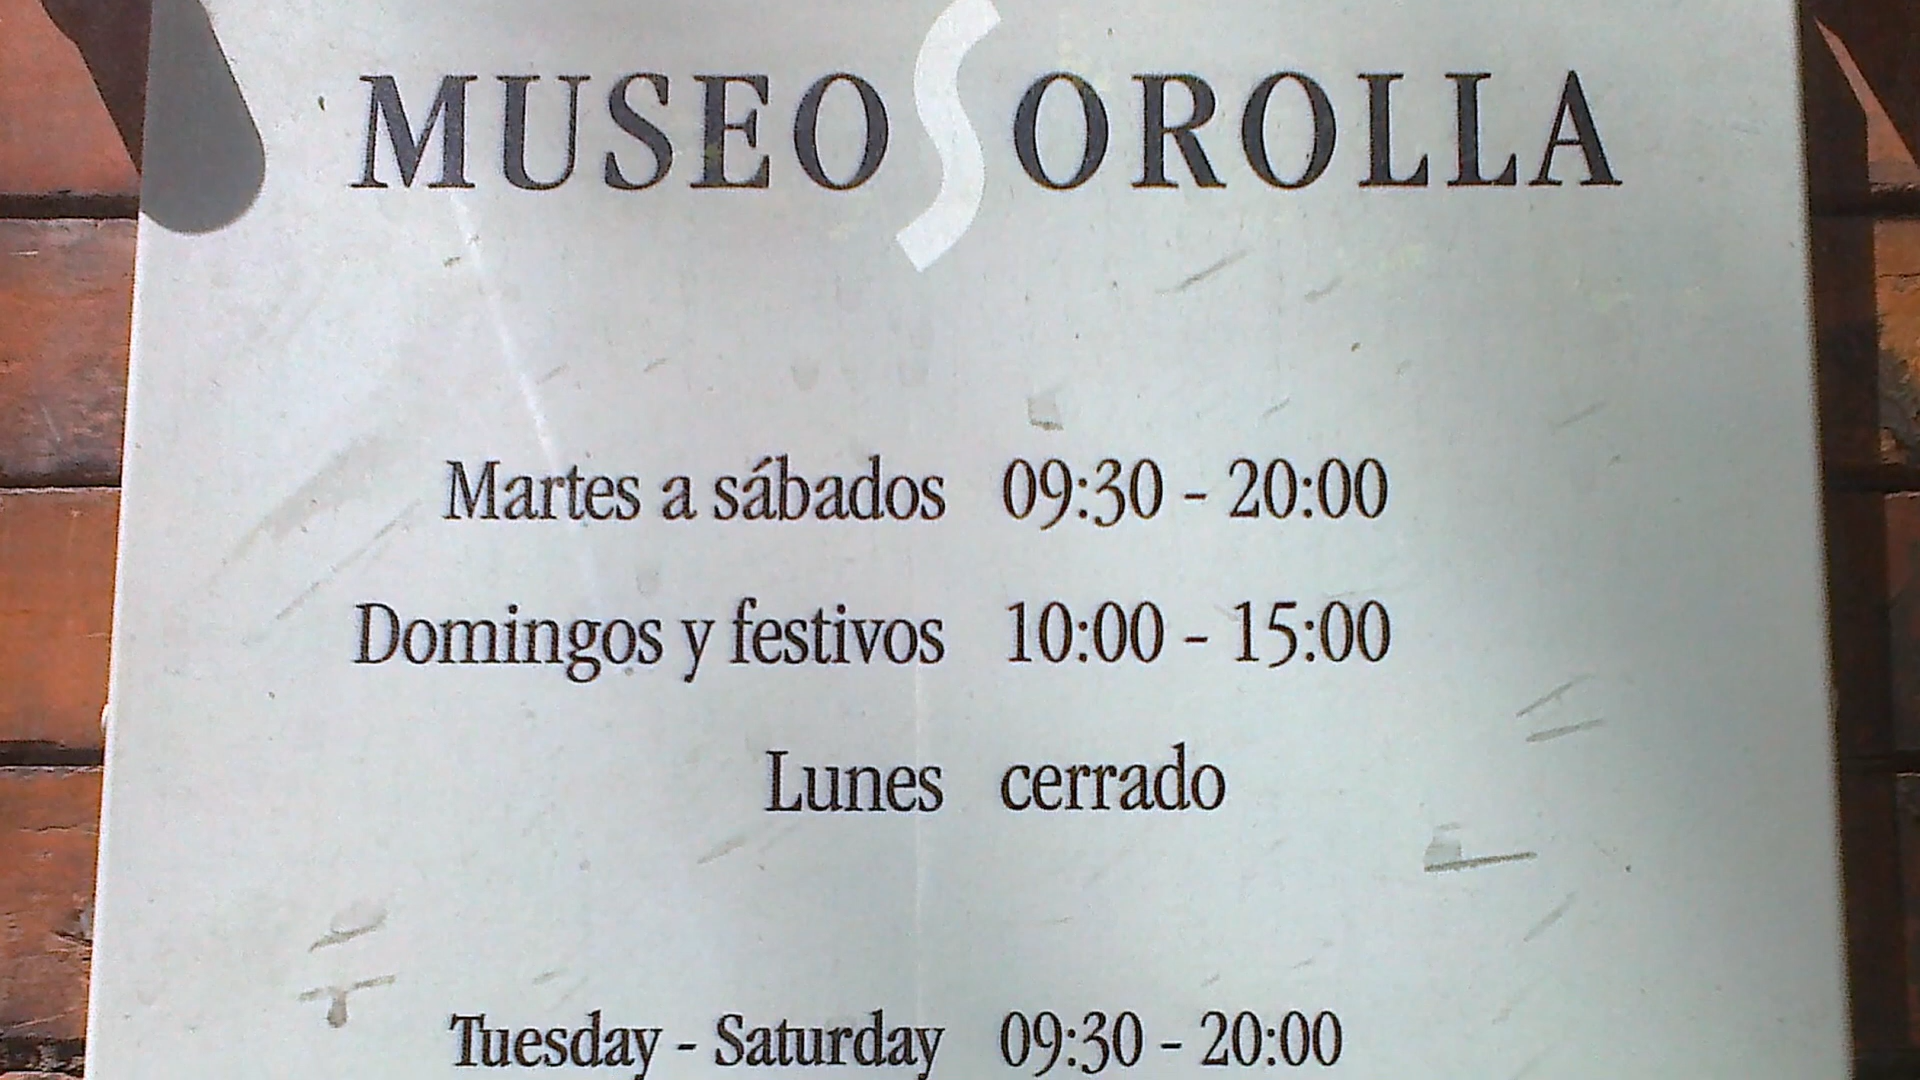 MUSEO SOROLLA
Martes a sábados 09:30 - 20:00
Domingos y festivos 10:00 - 15:00
Lunes cerrado
Tuesday - Saturday 09:30 - 20:00